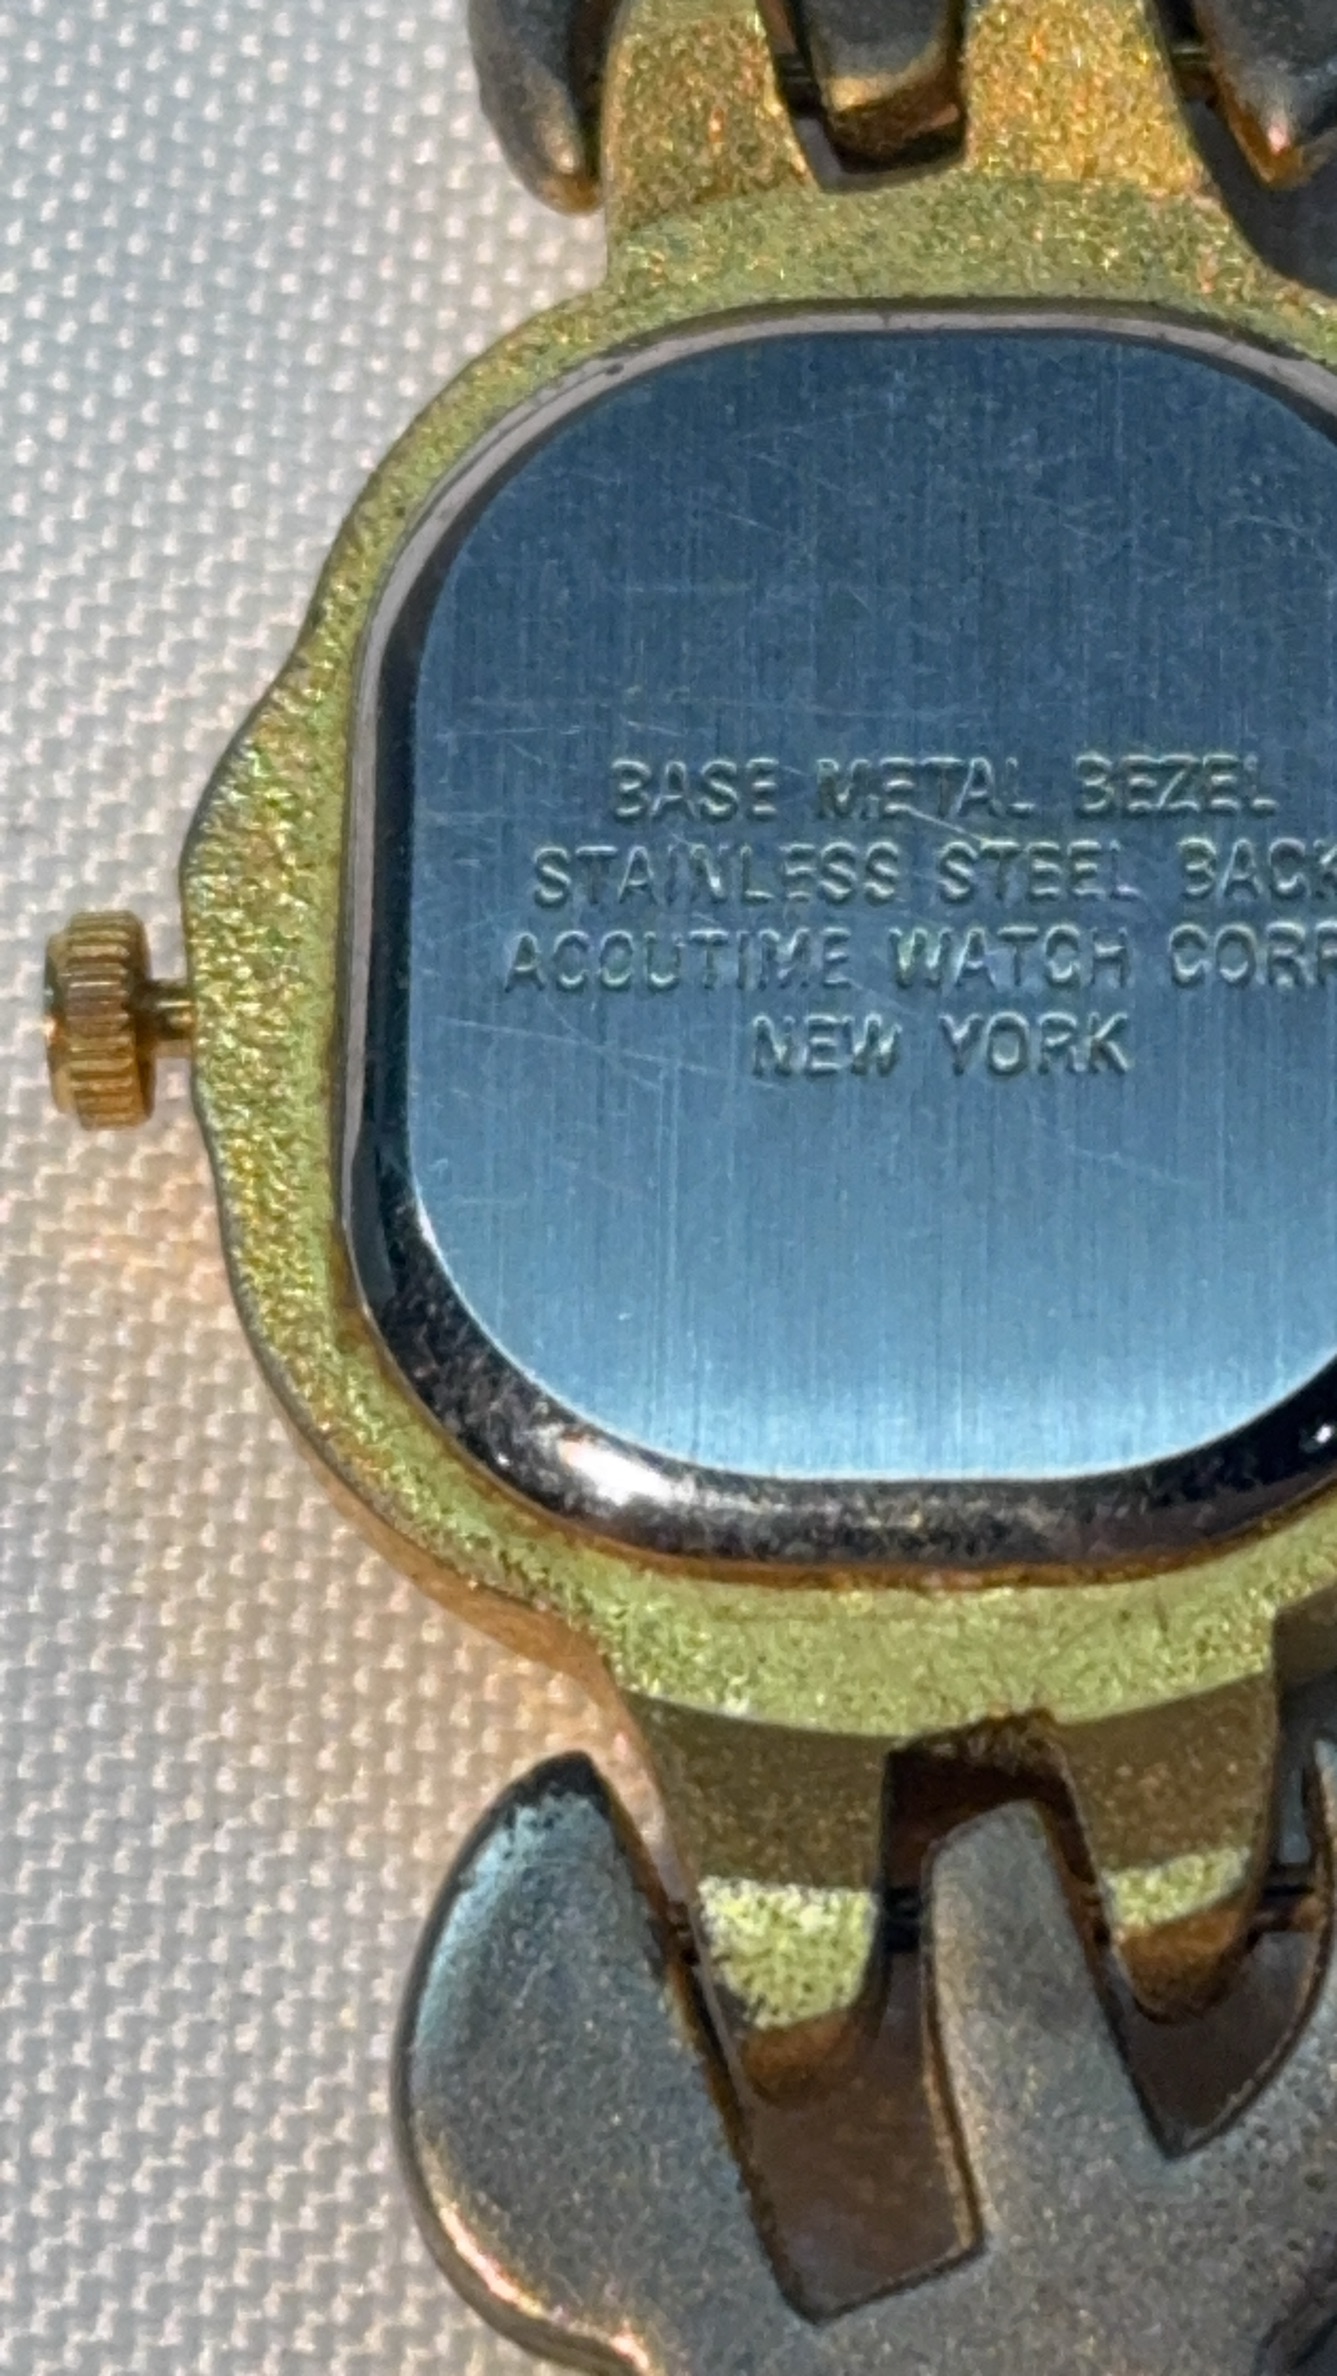 BASE METAL BEZEL
STAINLESS STEEL BACK
ACCUTIME WATCH CORP
NEW YORK